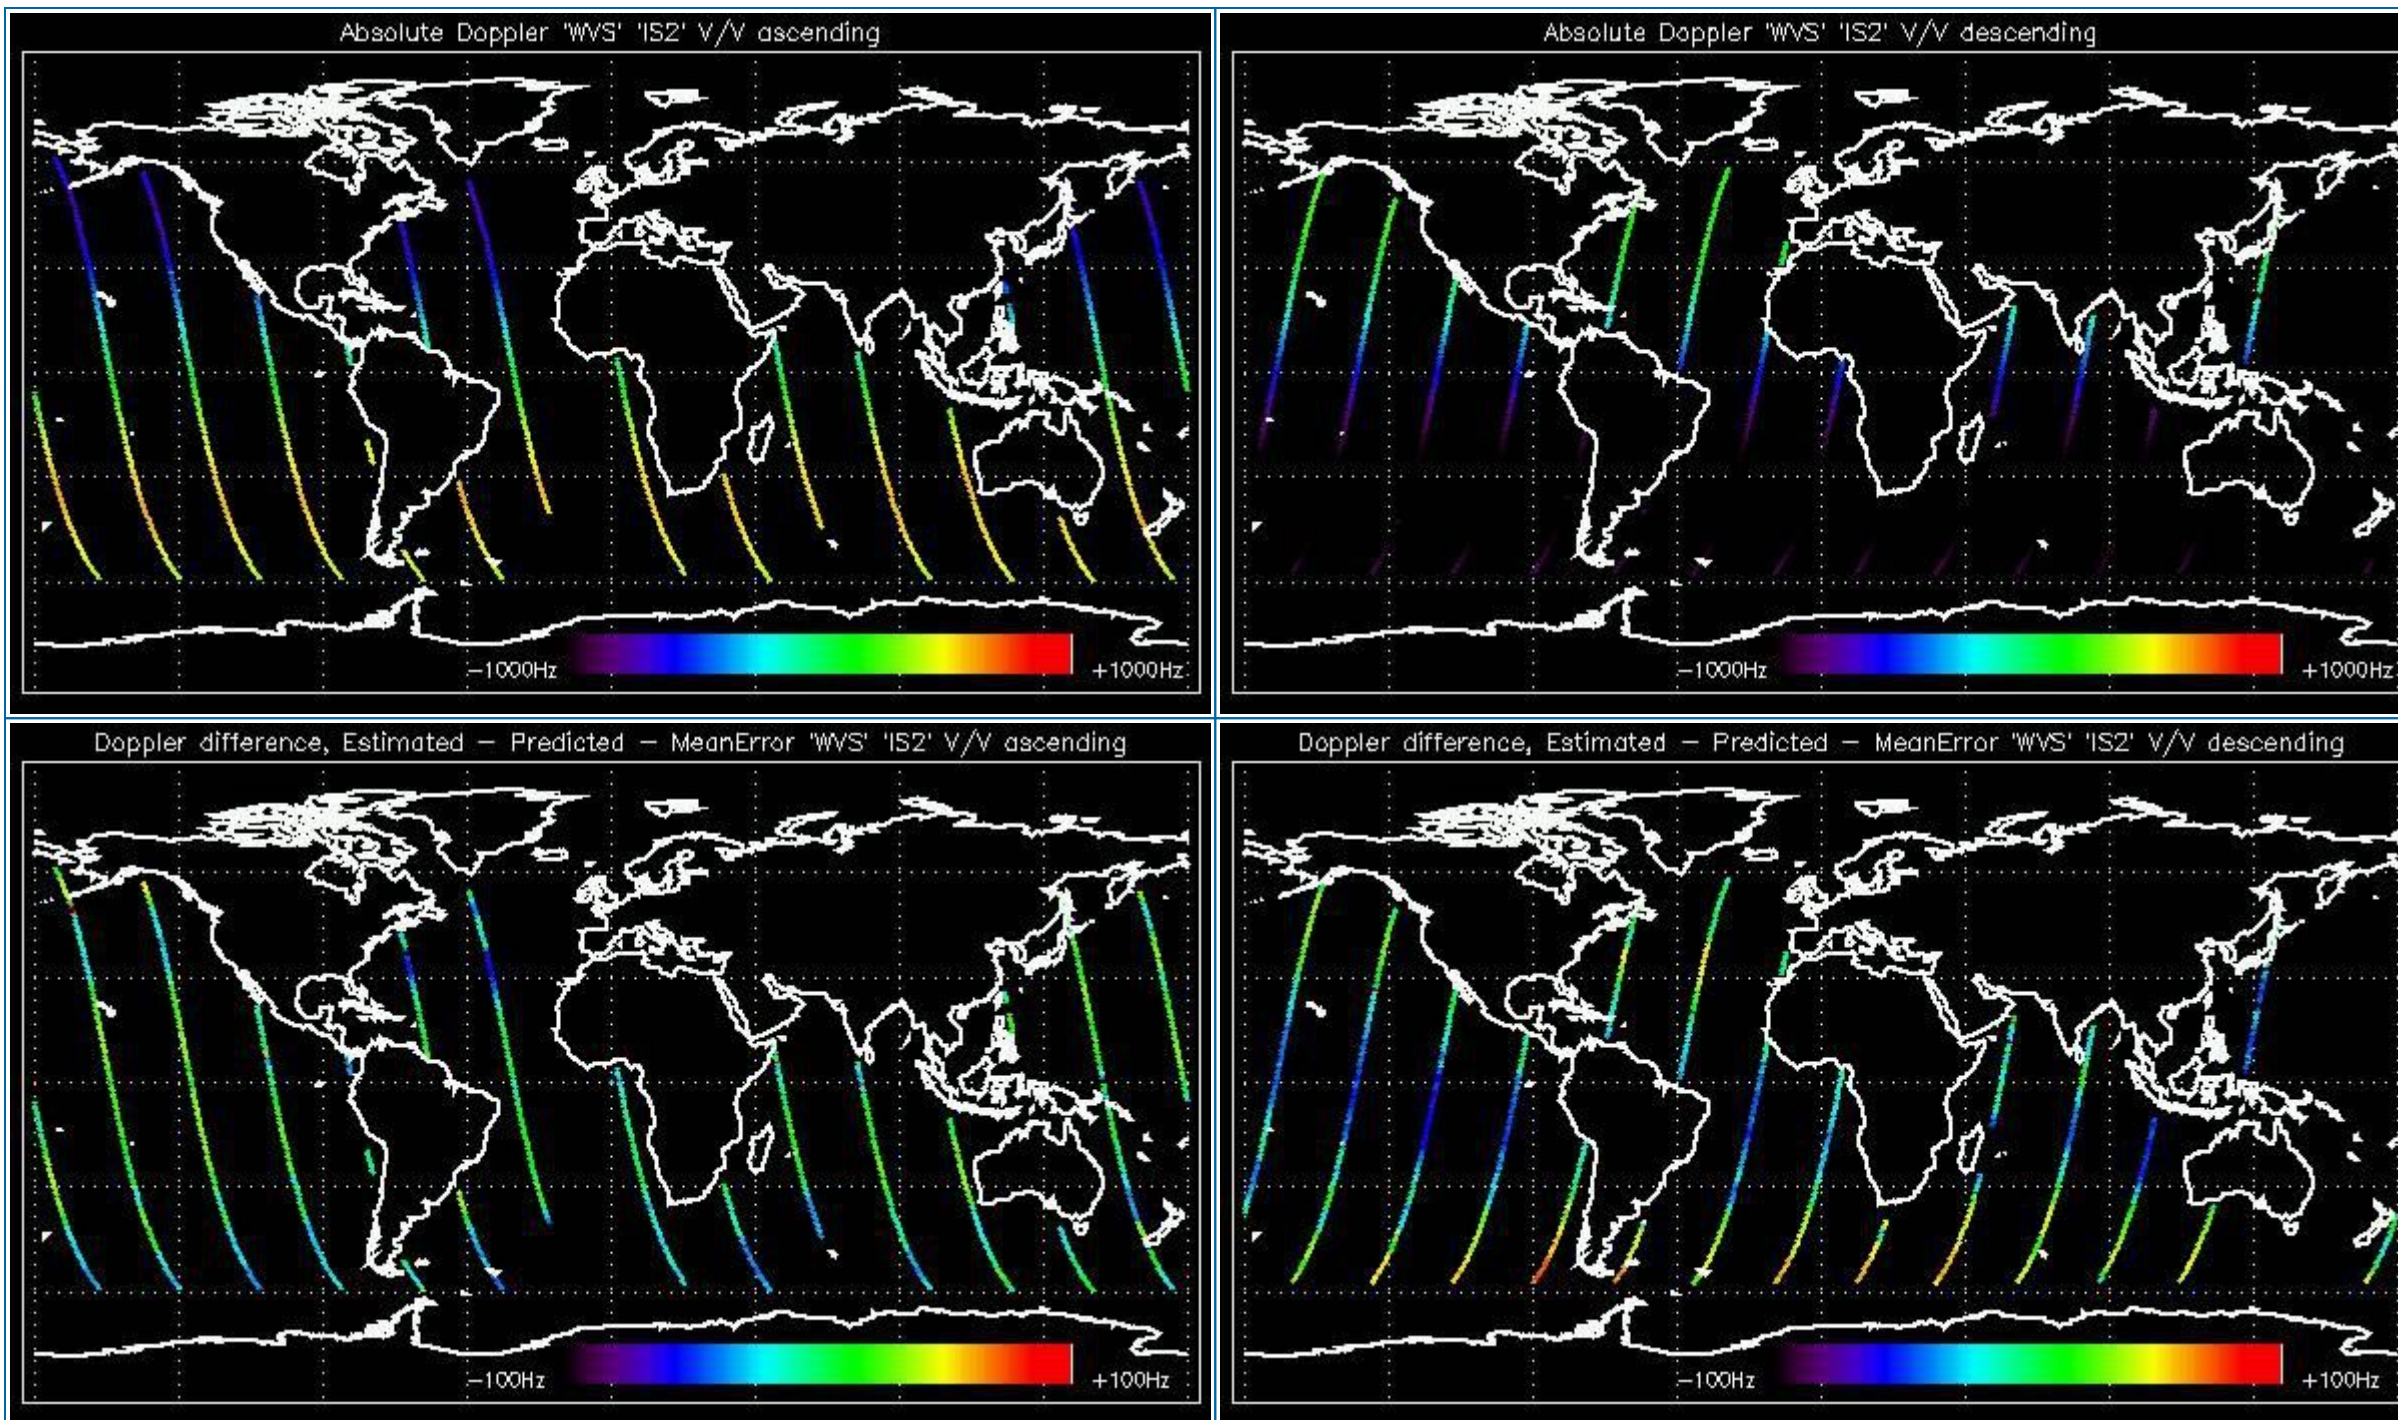 Absolute Doppler 'WVS' 'IS2' V/V ascending
-1000Hz +1000Hz
Absolute Doppler 'WVS' 'IS2' V/V descending
-1000Hz +1000Hz
Doppler difference, Estimated - Predicted - MeanError 'WVS' 'IS2' V/V ascending
-100Hz +100Hz
Doppler difference, Estimated - Predicted - MeanError 'WVS' 'IS2' V/V descending
-100Hz +100Hz